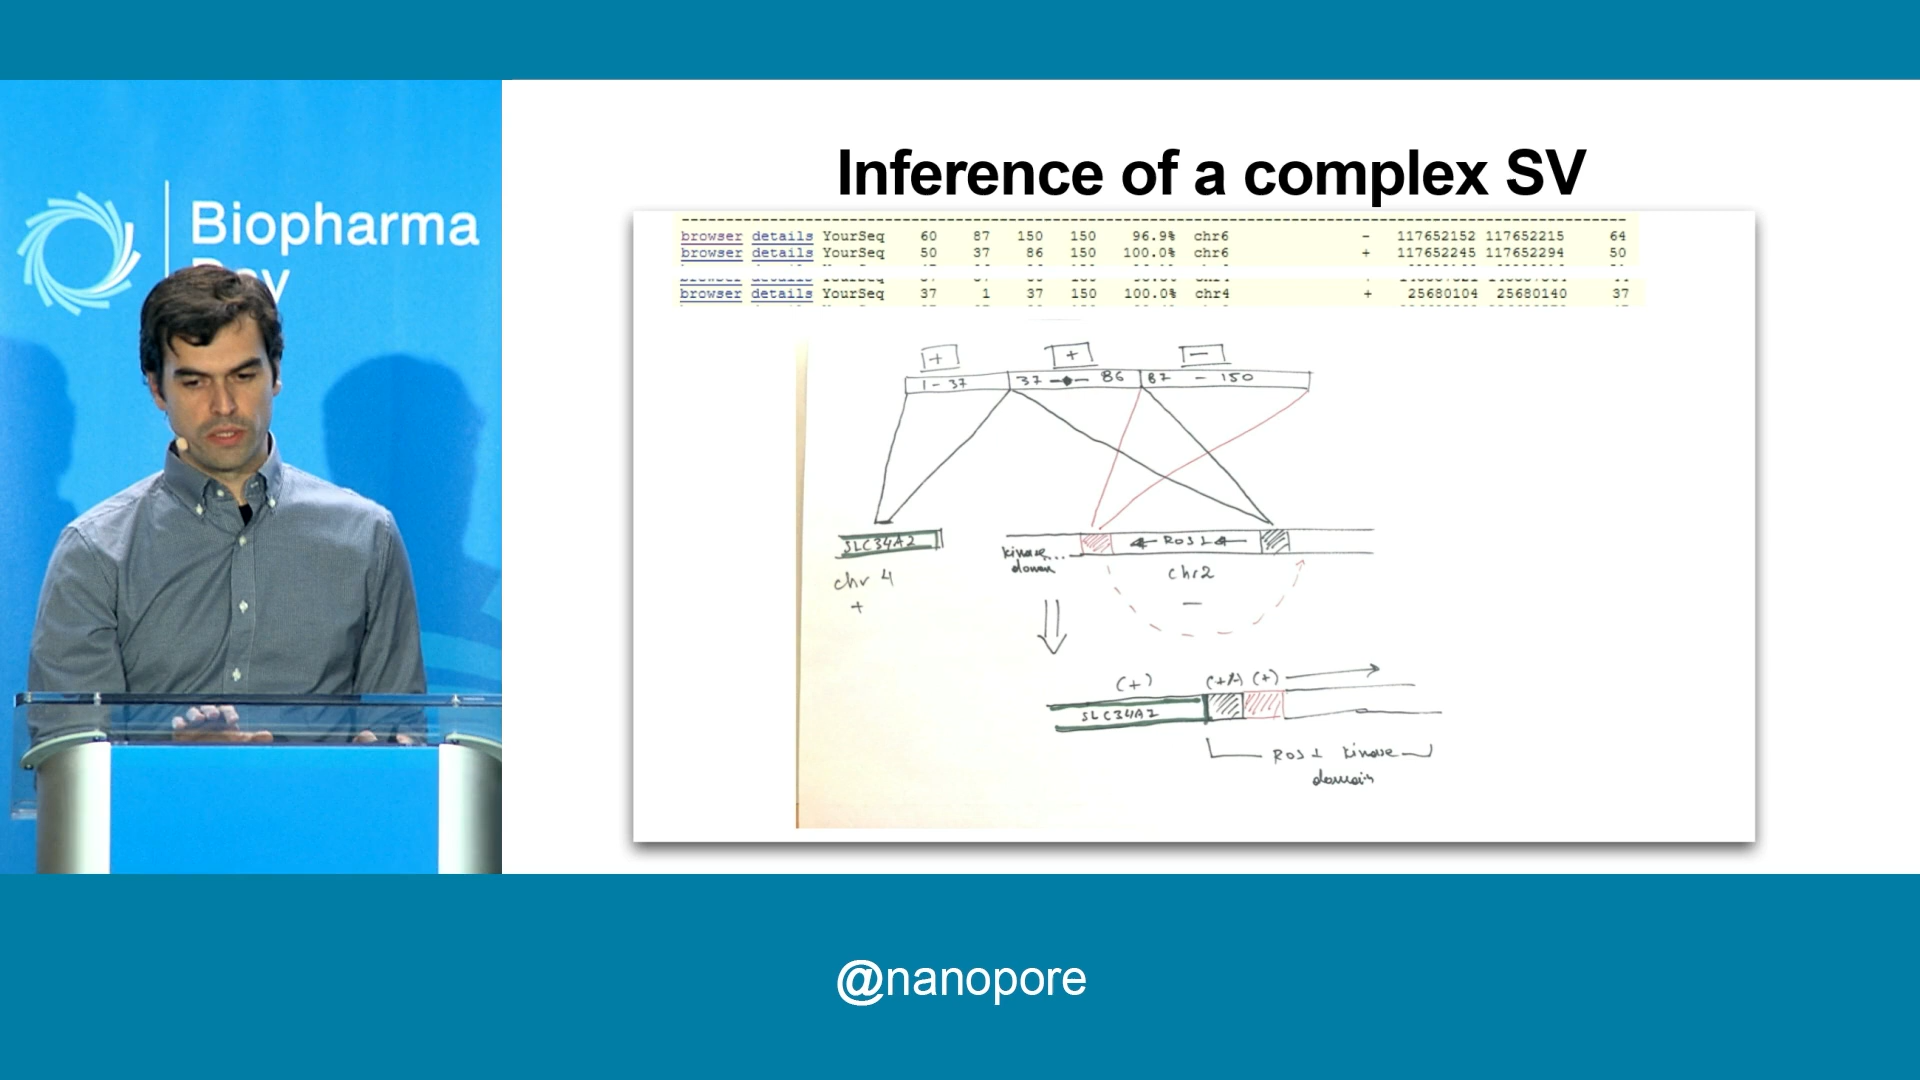 Biopharma
Day
Inference of a complex SV
browser details YourSeq 60 87 150 150 96.9% chr6 - 117652152 117652215 64
browser details YourSeq 50 37 86 150 100.0% chr6 + 117652245 117652294 50
browser details YourSeq 37 1 37 150 100.0% chr4 + 25680104 25680140 37
+ + -
1 - 37 37 - 86 87 - 150
SLC34A2 kinase... ← ROS1 ←
domain
chr 4 chr2
+ -
(+) (+) (+)
SLC34A2
ROS1 kinase
domain
@nanopore